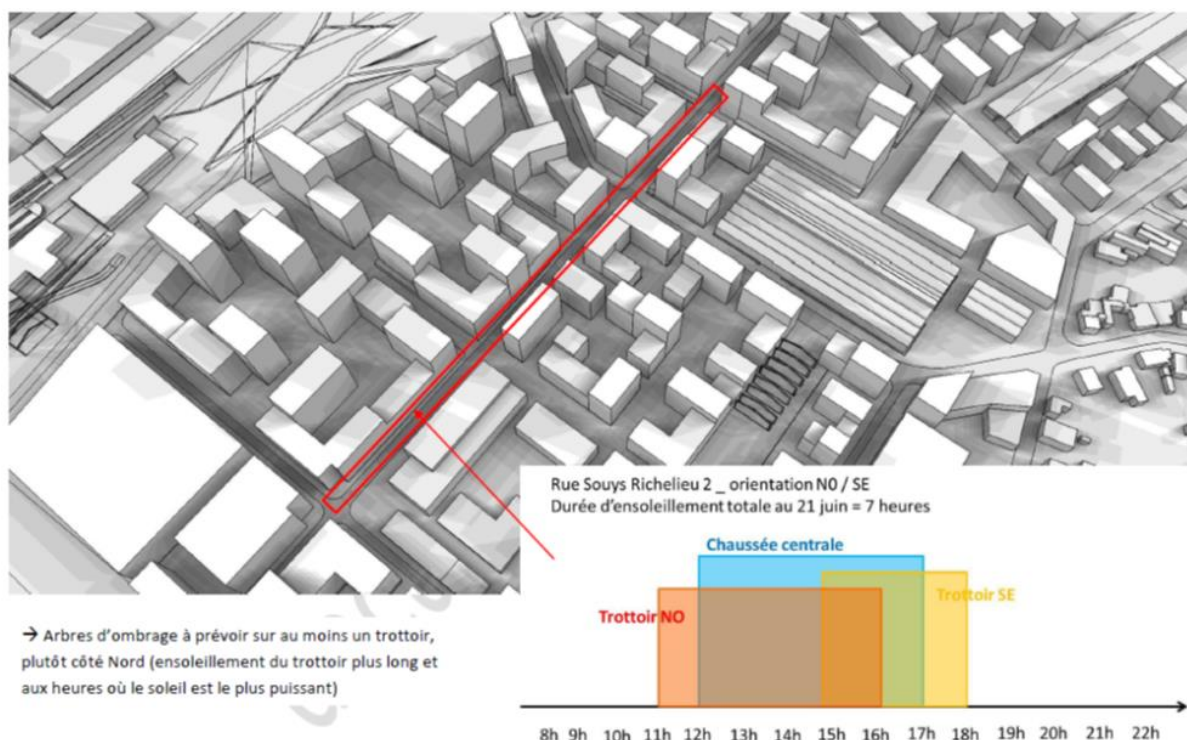 Rue Souys Richelieu 2 _ orientation N0 / SE
Durée d'ensoleillement totale au 21 juin = 7 heures
Chaussée centrale
Trottoir NO
Trottoir SE
→ Arbres d'ombrage à prévoir sur au moins un trottoir,
plutôt côté Nord (ensoleillement du trottoir plus long et
aux heures où le soleil est le plus puissant)
8h 9h 10h 11h 12h 13h 14h 15h 16h 17h 18h 19h 20h 21h 22h